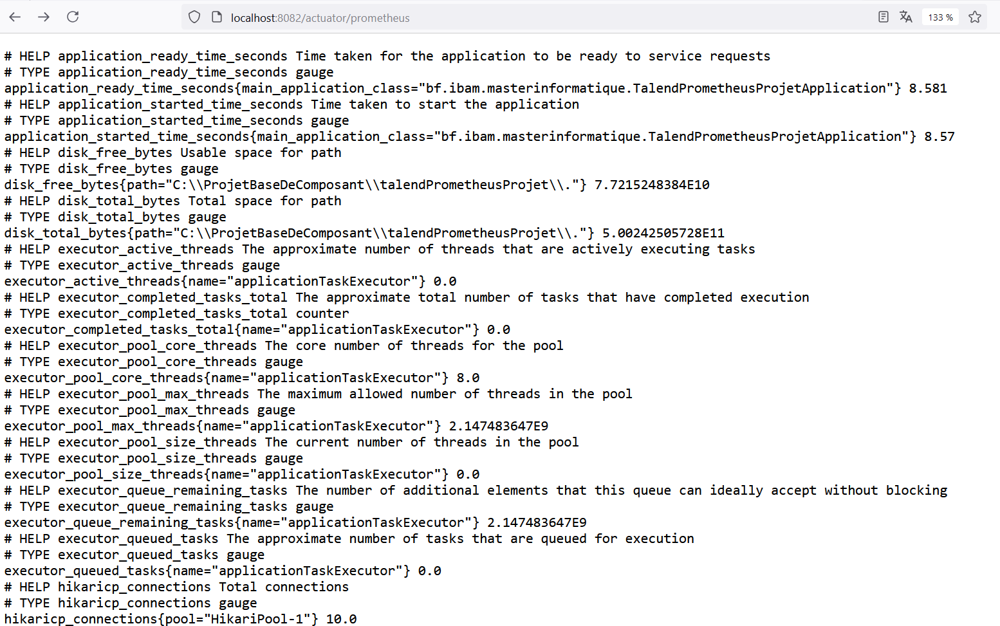 localhost:8082/actuator/prometheus
133 %
# HELP application_ready_time_seconds Time taken for the application to be ready to service requests
# TYPE application_ready_time_seconds gauge
application_ready_time_seconds{main_application_class="bf.ibam.masterinformatique.TalendPrometheusProjetApplication"} 8.581
# HELP application_started_time_seconds Time taken to start the application
# TYPE application_started_time_seconds gauge
application_started_time_seconds{main_application_class="bf.ibam.masterinformatique.TalendPrometheusProjetApplication"} 8.57
# HELP disk_free_bytes Usable space for path
# TYPE disk_free_bytes gauge
disk_free_bytes{path="C:\\ProjetBaseDeComposant\\talendPrometheusProjet\\."} 7.7215248384E10
# HELP disk_total_bytes Total space for path
# TYPE disk_total_bytes gauge
disk_total_bytes{path="C:\\ProjetBaseDeComposant\\talendPrometheusProjet\\."} 5.00242505728E11
# HELP executor_active_threads The approximate number of threads that are actively executing tasks
# TYPE executor_active_threads gauge
executor_active_threads{name="applicationTaskExecutor"} 0.0
# HELP executor_completed_tasks_total The approximate total number of tasks that have completed execution
# TYPE executor_completed_tasks_total counter
executor_completed_tasks_total{name="applicationTaskExecutor"} 0.0
# HELP executor_pool_core_threads The core number of threads for the pool
# TYPE executor_pool_core_threads gauge
executor_pool_core_threads{name="applicationTaskExecutor"} 8.0
# HELP executor_pool_max_threads The maximum allowed number of threads in the pool
# TYPE executor_pool_max_threads gauge
executor_pool_max_threads{name="applicationTaskExecutor"} 2.147483647E9
# HELP executor_pool_size_threads The current number of threads in the pool
# TYPE executor_pool_size_threads gauge
executor_pool_size_threads{name="applicationTaskExecutor"} 0.0
# HELP executor_queue_remaining_tasks The number of additional elements that this queue can ideally accept without blocking
# TYPE executor_queue_remaining_tasks gauge
executor_queue_remaining_tasks{name="applicationTaskExecutor"} 2.147483647E9
# HELP executor_queued_tasks The approximate number of tasks that are queued for execution
# TYPE executor_queued_tasks gauge
executor_queued_tasks{name="applicationTaskExecutor"} 0.0
# HELP hikaricp_connections Total connections
# TYPE hikaricp_connections gauge
hikaricp_connections{pool="HikariPool-1"} 10.0